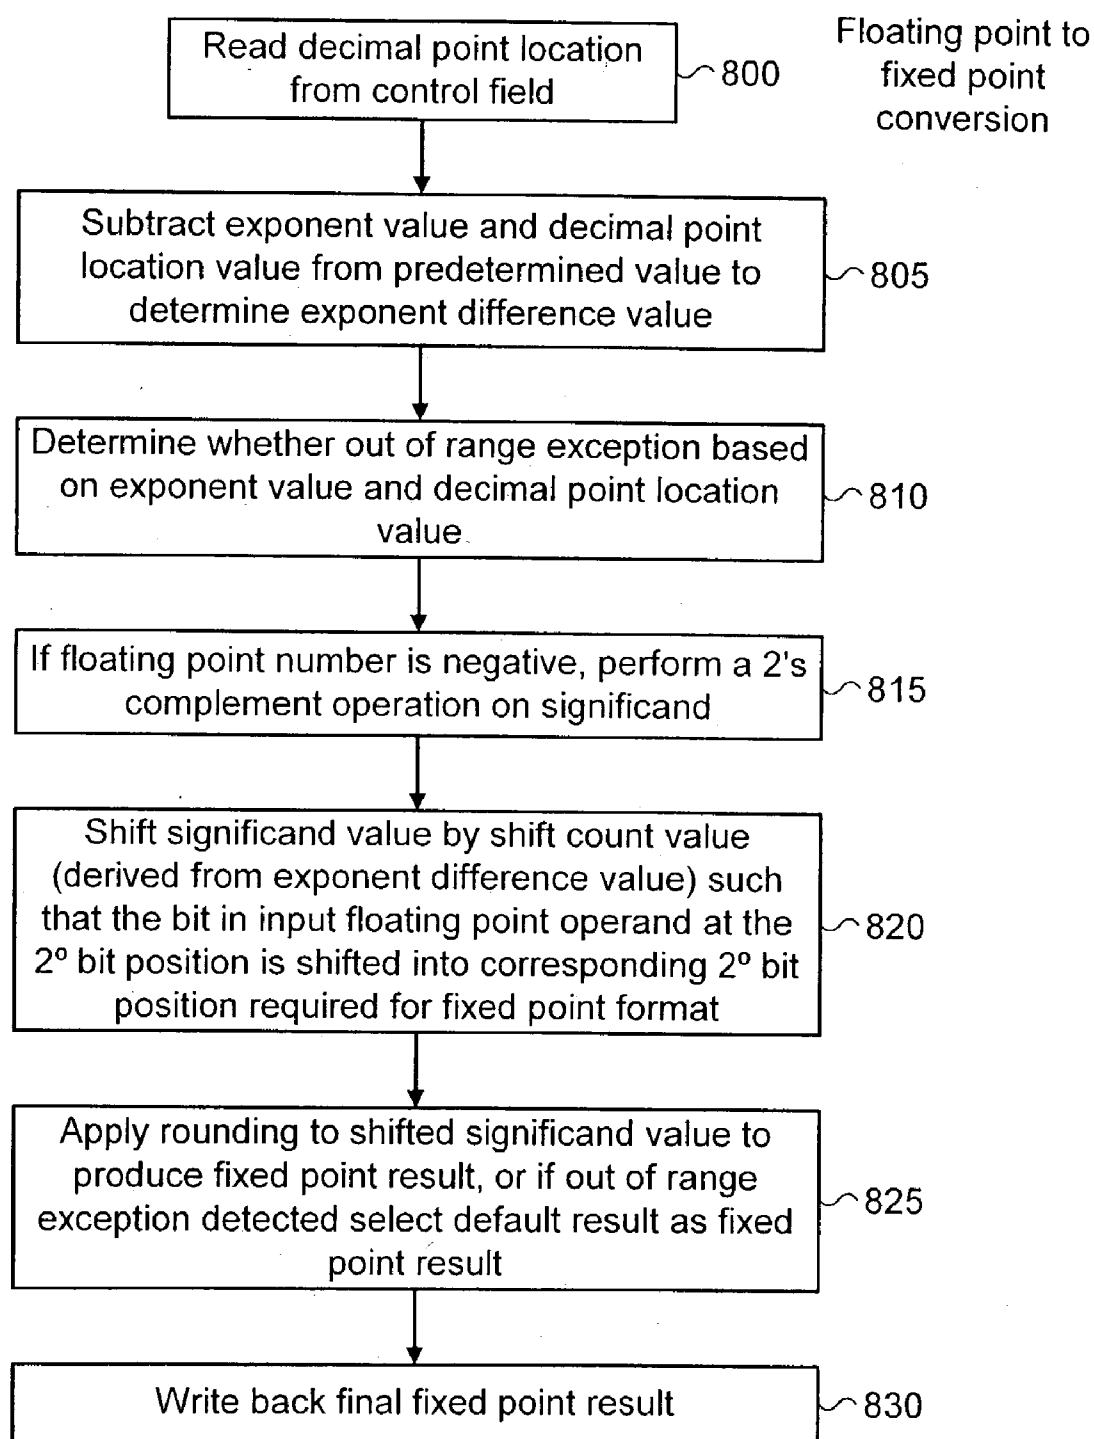 Read decimal point location
from control field
800
Floating point to
fixed point
conversion
Subtract exponent value and decimal point
location value from predetermined value to
determine exponent difference value
805
Determine whether out of range exception based
on exponent value and decimal point location
value
810
If floating point number is negative, perform a 2's
complement operation on significand
815
Shift significand value by shift count value
(derived from exponent difference value) such
that the bit in input floating point operand at the
2º bit position is shifted into corresponding 2º bit
position required for fixed point format
820
Apply rounding to shifted significand value to
produce fixed point result, or if out of range
exception detected select default result as fixed
point result
825
Write back final fixed point result
830